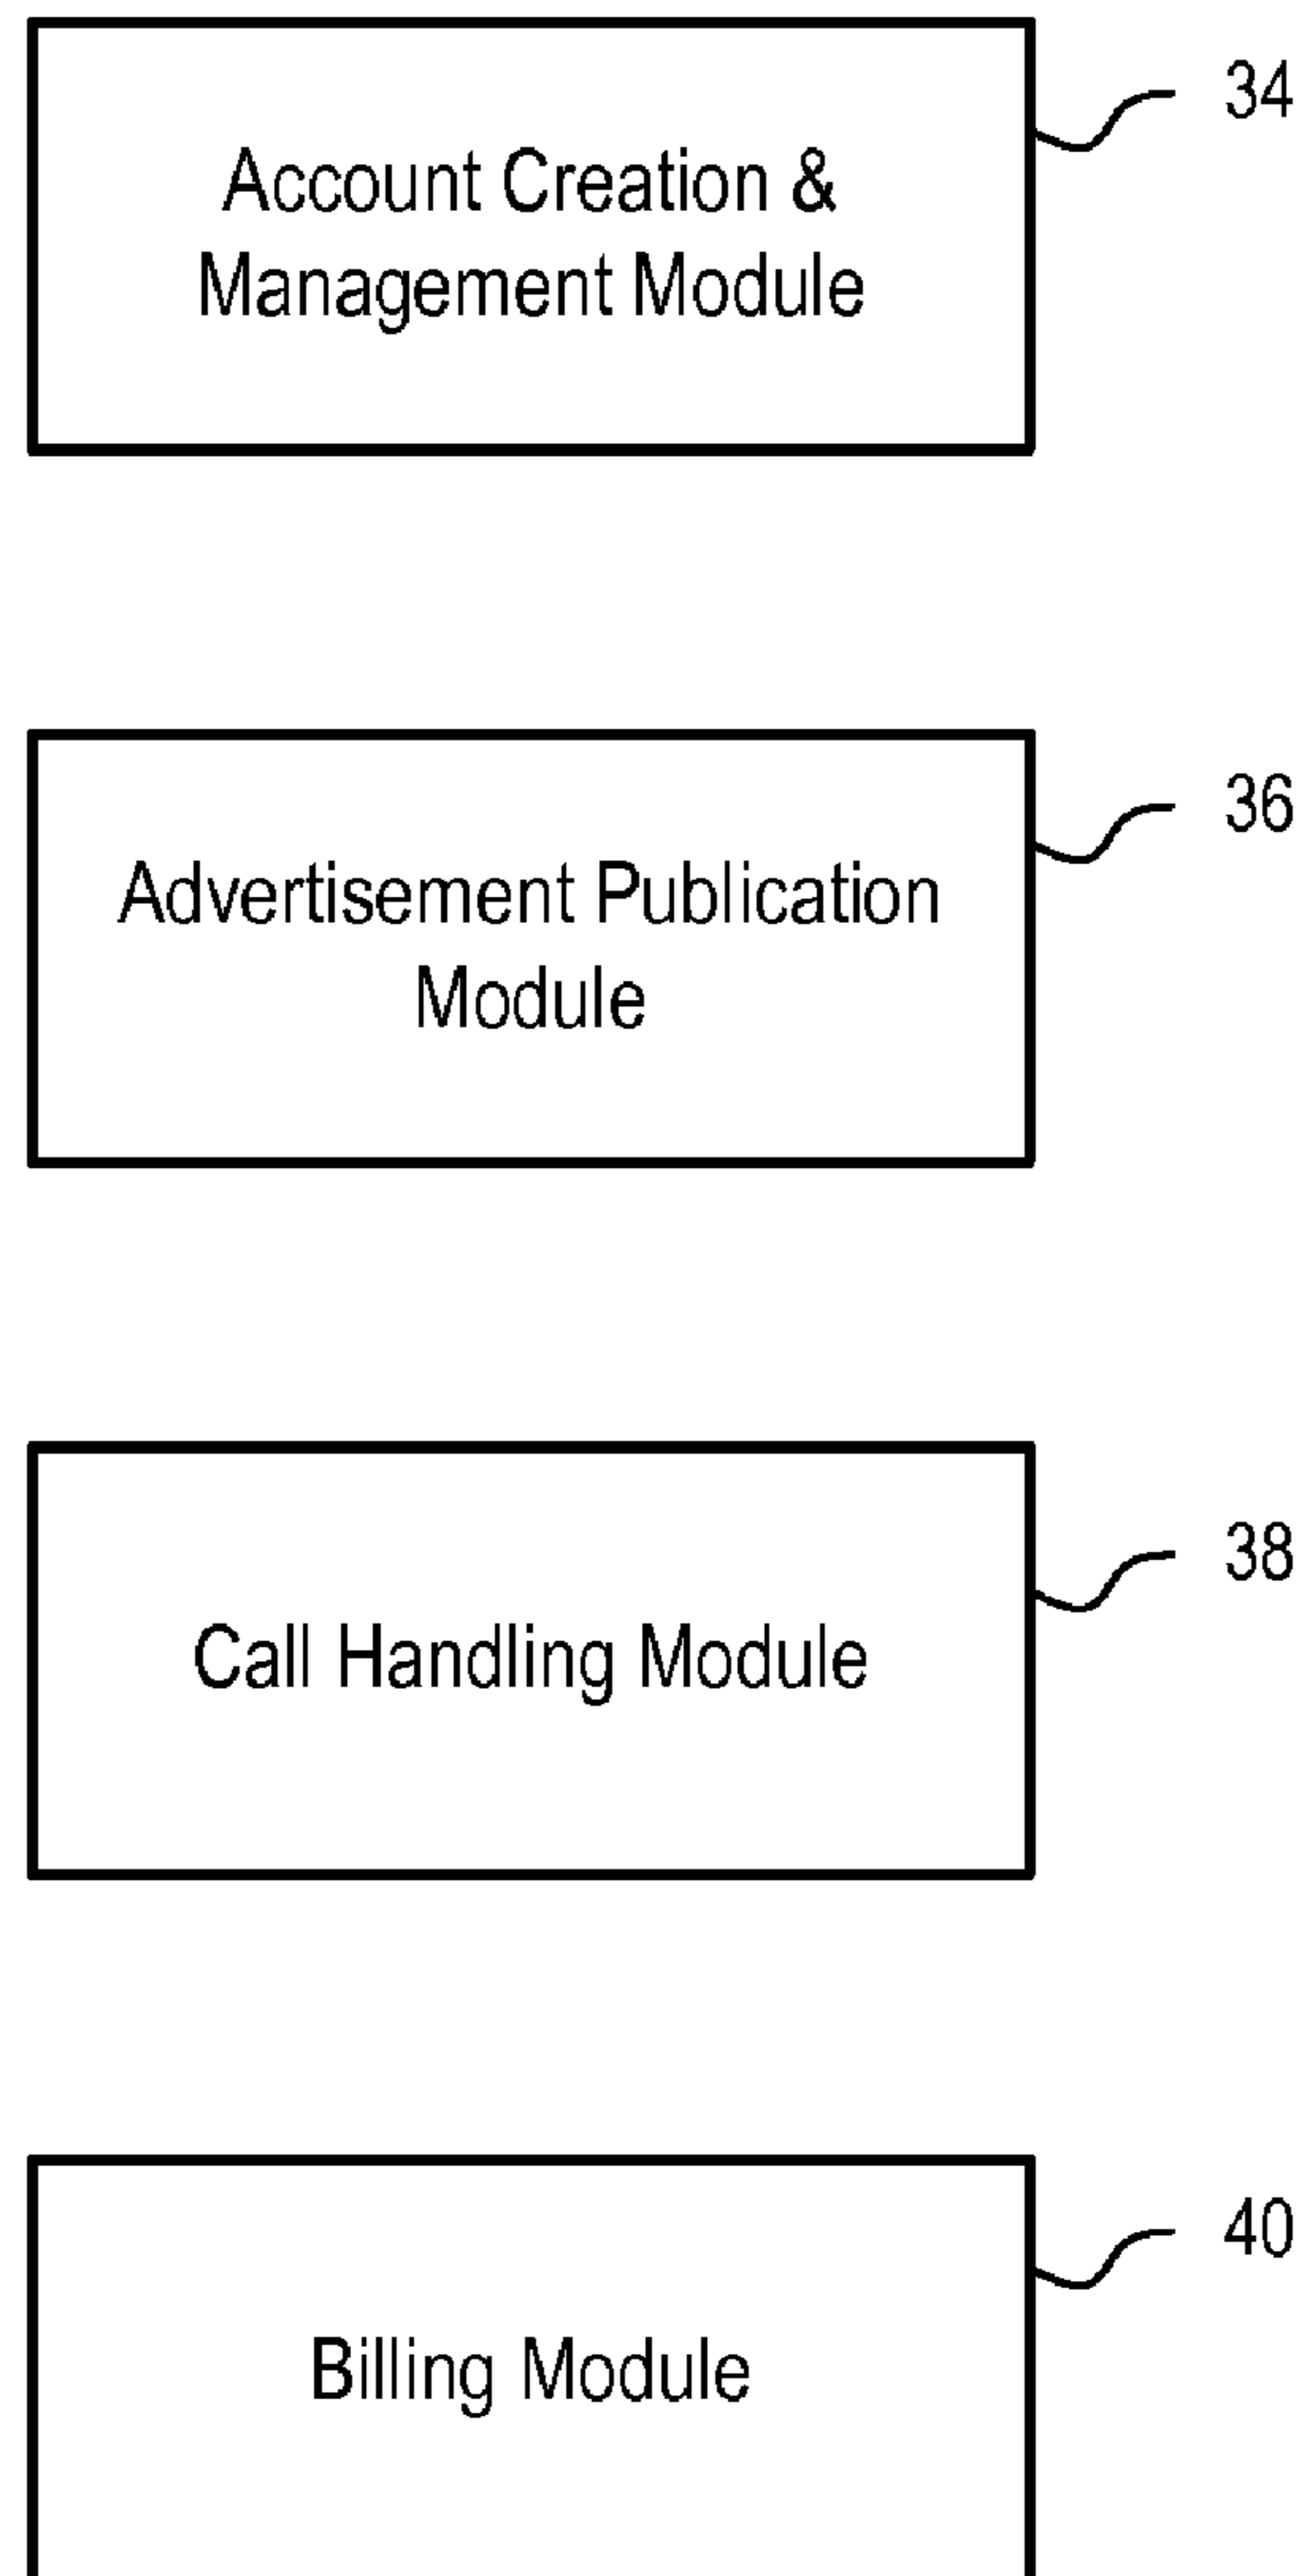 Account Creation &
Management Module
34
Advertisement Publication
Module
36
Call Handling Module
38
Billing Module
40